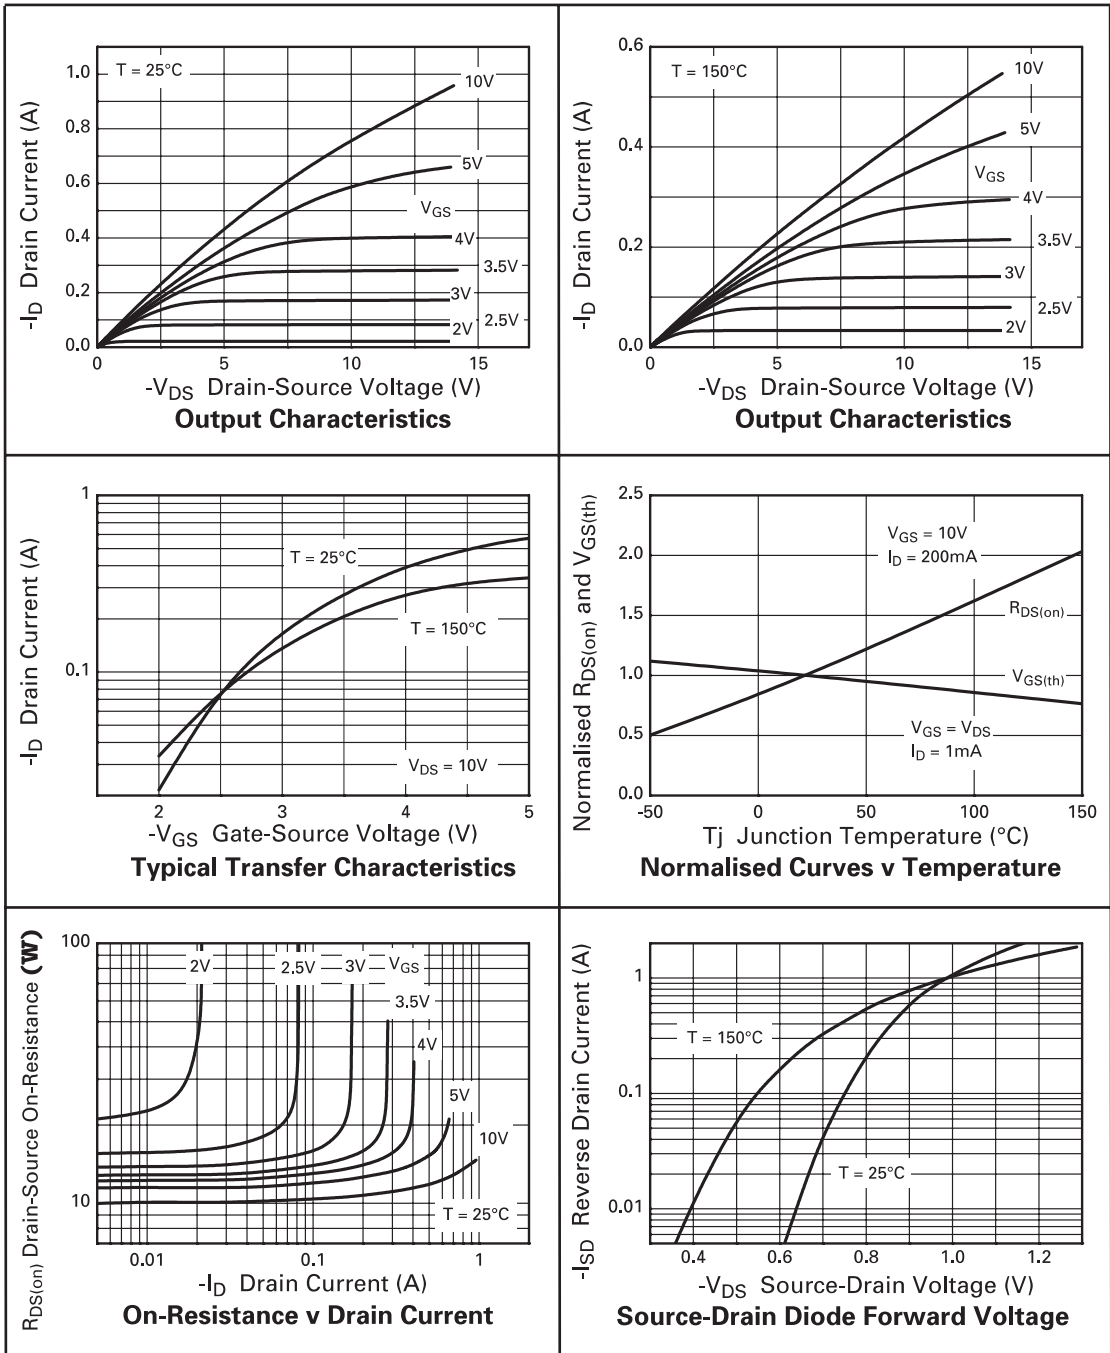 -ID Drain Current (A)
1.0
0.8
0.6
0.4
0.2
0.0
T = 25°C
10V
5V
VGS
4V
3.5V
3V
2.5V
2V
0
5
10
15
-VDS Drain-Source Voltage (V)
Output Characteristics
-ID Drain Current (A)
0.6
0.4
0.2
0.0
T = 150°C
10V
5V
VGS
4V
3.5V
3V
2.5V
2V
0
5
10
15
-VDS Drain-Source Voltage (V)
Output Characteristics
-ID Drain Current (A)
1
0.1
T = 25°C
T = 150°C
VDS = 10V
2
3
4
5
-VGS Gate-Source Voltage (V)
Typical Transfer Characteristics
Normalised RDS(on) and VGS(th)
2.5
2.0
1.5
1.0
0.5
0.0
VGS = 10V
ID = 200mA
RDS(on)
VGS(th)
VGS = VDS
ID = 1mA
-50
0
50
100
150
Tj Junction Temperature (°C)
Normalised Curves v Temperature
RDS(on) Drain-Source On-Resistance (W)
100
10
2V
2.5V
3V
VGS
3.5V
4V
5V
10V
T = 25°C
0.01
0.1
1
-ID Drain Current (A)
On-Resistance v Drain Current
-ISD Reverse Drain Current (A)
1
0.1
0.01
T = 150°C
T = 25°C
0.4
0.6
0.8
1.0
1.2
-VDS Source-Drain Voltage (V)
Source-Drain Diode Forward Voltage